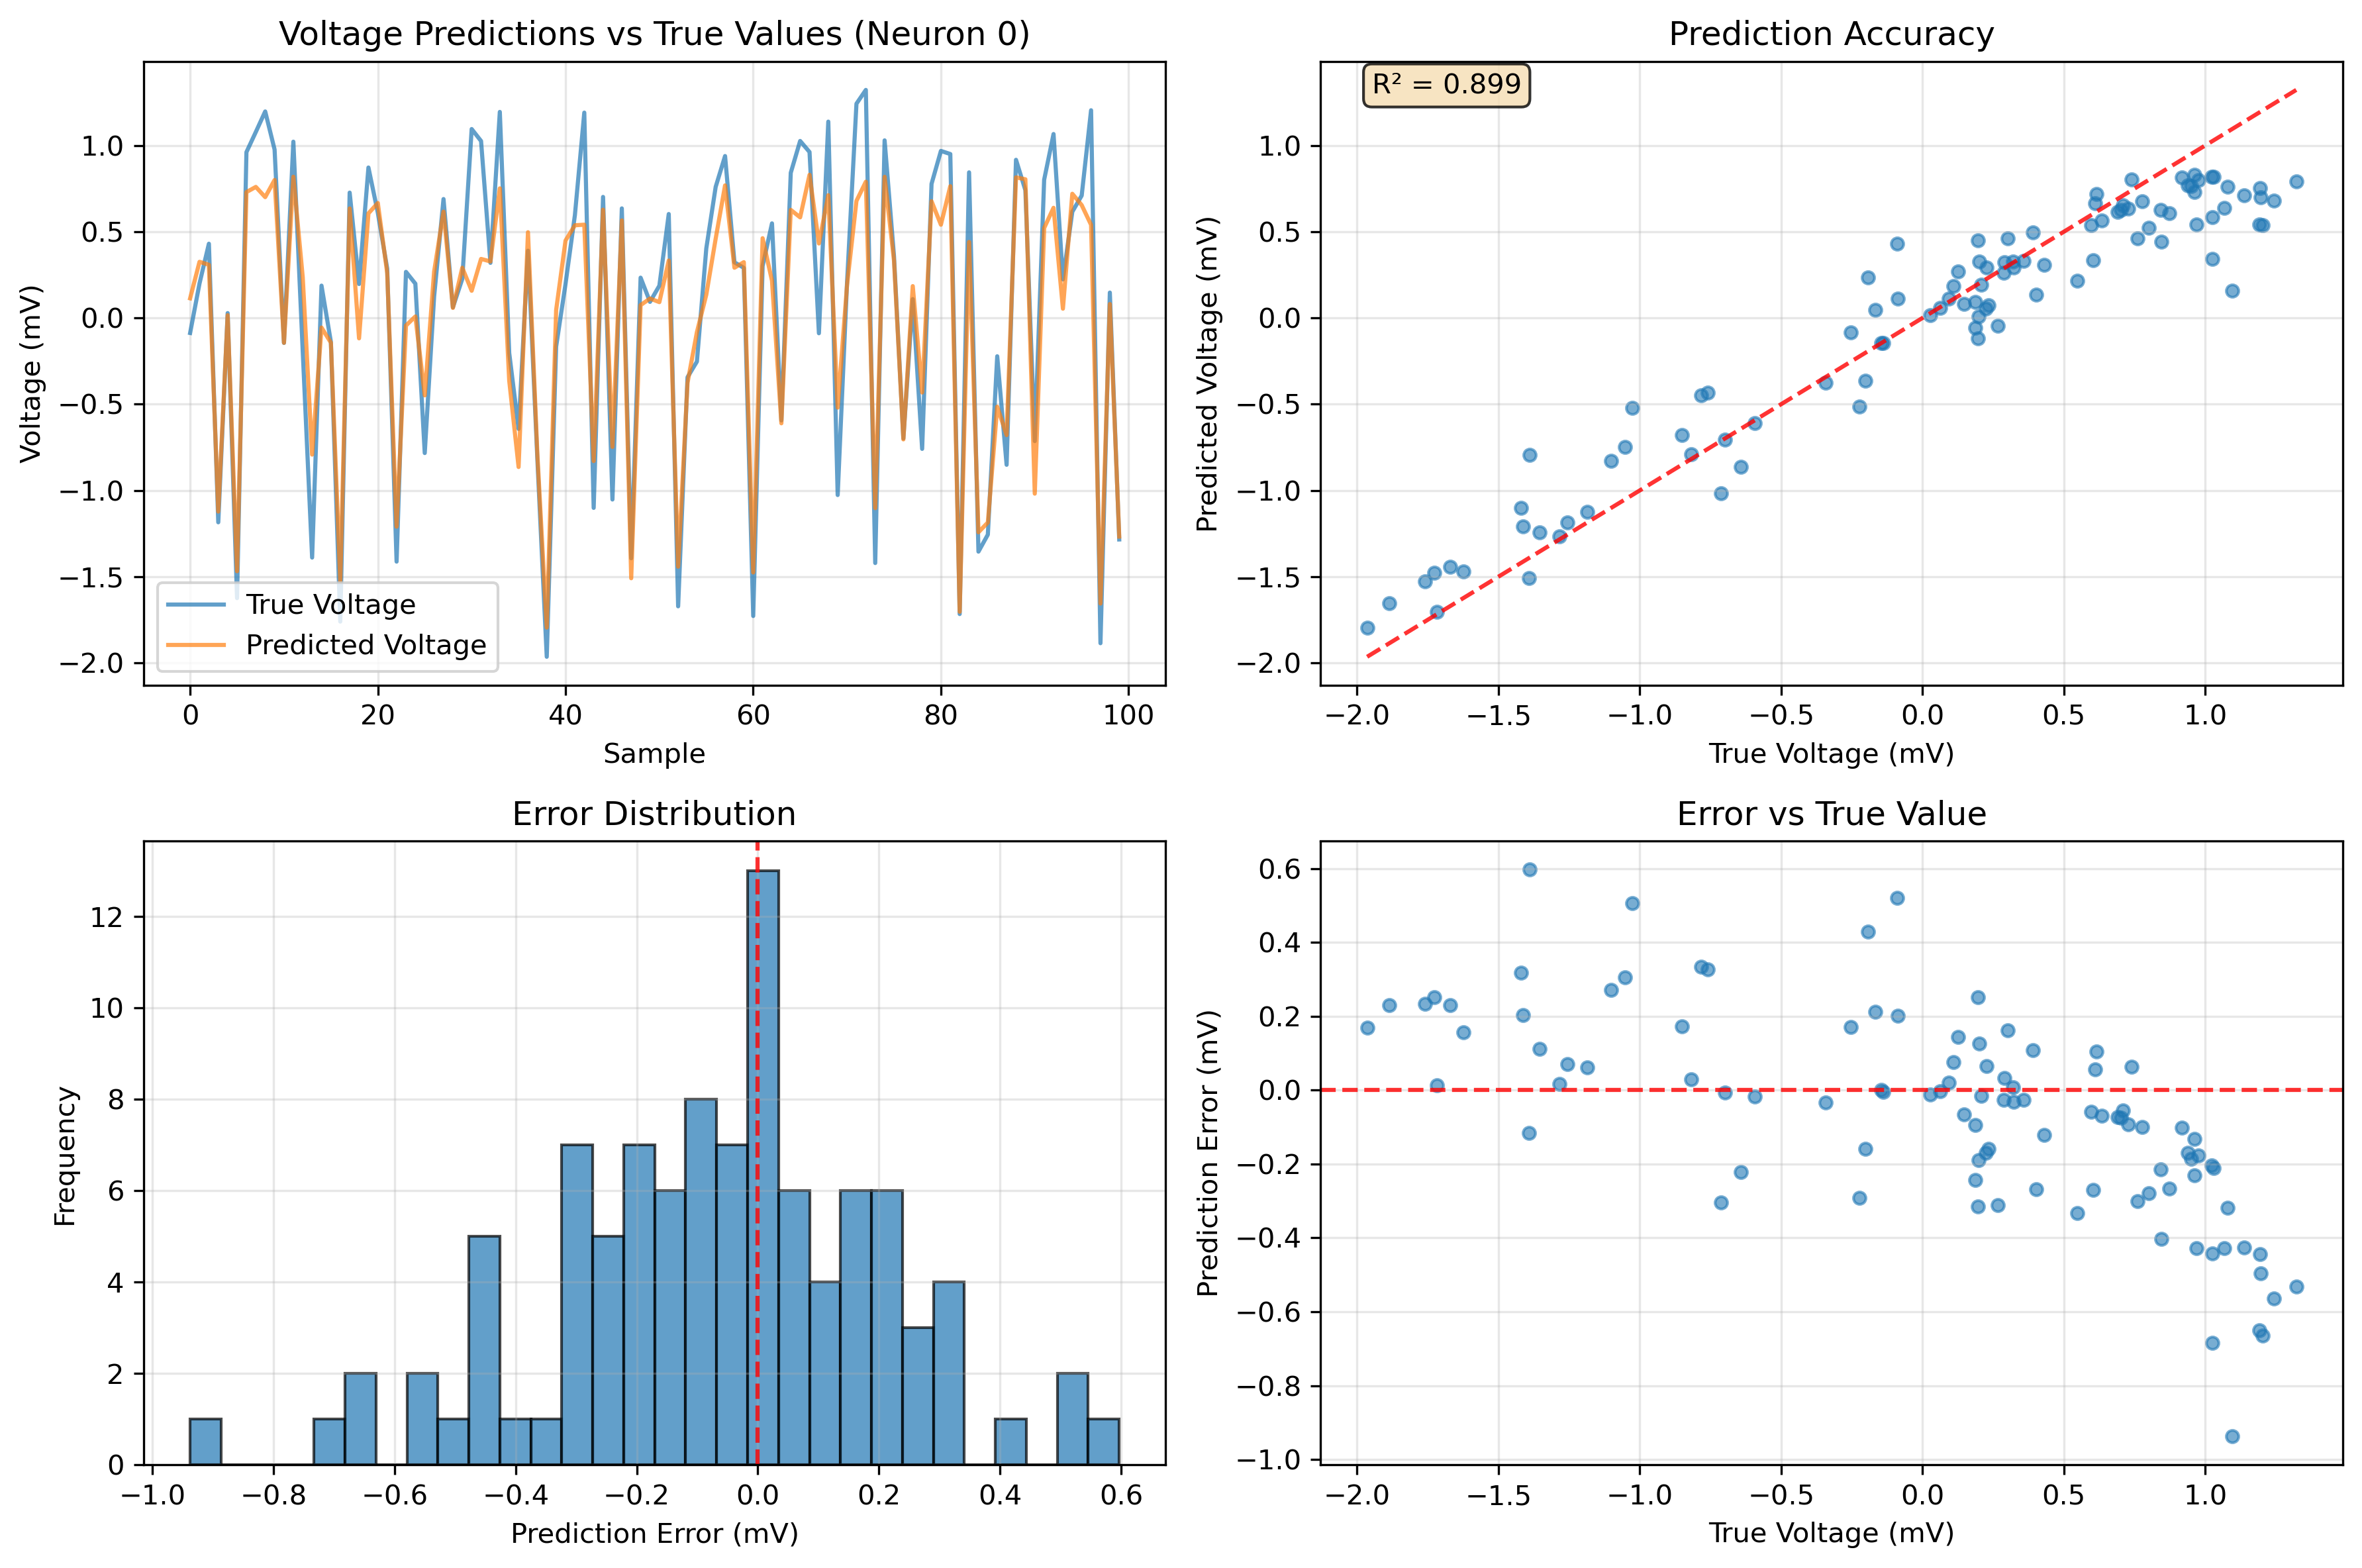 Voltage Predictions vs True Values (Neuron 0)
Voltage (mV)
1.0
0.5
0.0
−0.5
−1.0
−1.5
−2.0
True Voltage
Predicted Voltage
0 20 40 60 80 100
Sample
Prediction Accuracy
R² = 0.899
Predicted Voltage (mV)
1.0
0.5
0.0
−0.5
−1.0
−1.5
−2.0
−2.0 −1.5 −1.0 −0.5 0.0 0.5 1.0
True Voltage (mV)
Error Distribution
Frequency
12
10
8
6
4
2
0
−1.0 −0.8 −0.6 −0.4 −0.2 0.0 0.2 0.4 0.6
Prediction Error (mV)
Error vs True Value
Prediction Error (mV)
0.6
0.4
0.2
0.0
−0.2
−0.4
−0.6
−0.8
−1.0
−2.0 −1.5 −1.0 −0.5 0.0 0.5 1.0
True Voltage (mV)